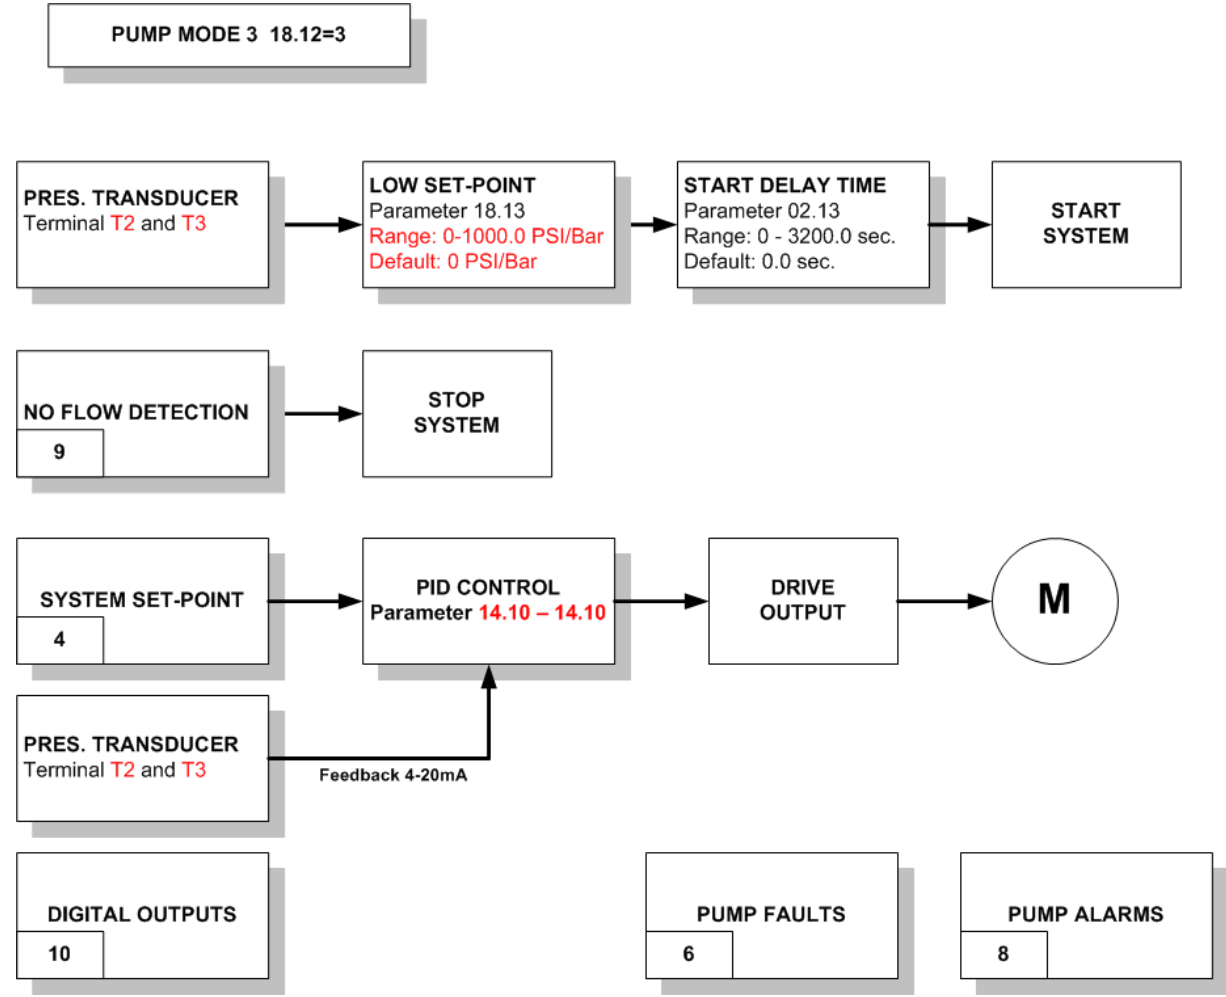 PUMP MODE 3 18.12=3
PRES. TRANSDUCER
Terminal T2 and T3
LOW SET-POINT
Parameter 18.13
Range: 0-1000.0 PSI/Bar
Default: 0 PSI/Bar
START DELAY TIME
Parameter 02.13
Range: 0 - 3200.0 sec.
Default: 0.0 sec.
START
SYSTEM
NO FLOW DETECTION
9
STOP
SYSTEM
SYSTEM SET-POINT
4
PID CONTROL
Parameter 14.10 – 14.10
DRIVE
OUTPUT
M
PRES. TRANSDUCER
Terminal T2 and T3
Feedback 4-20mA
DIGITAL OUTPUTS
10
PUMP FAULTS
6
PUMP ALARMS
8